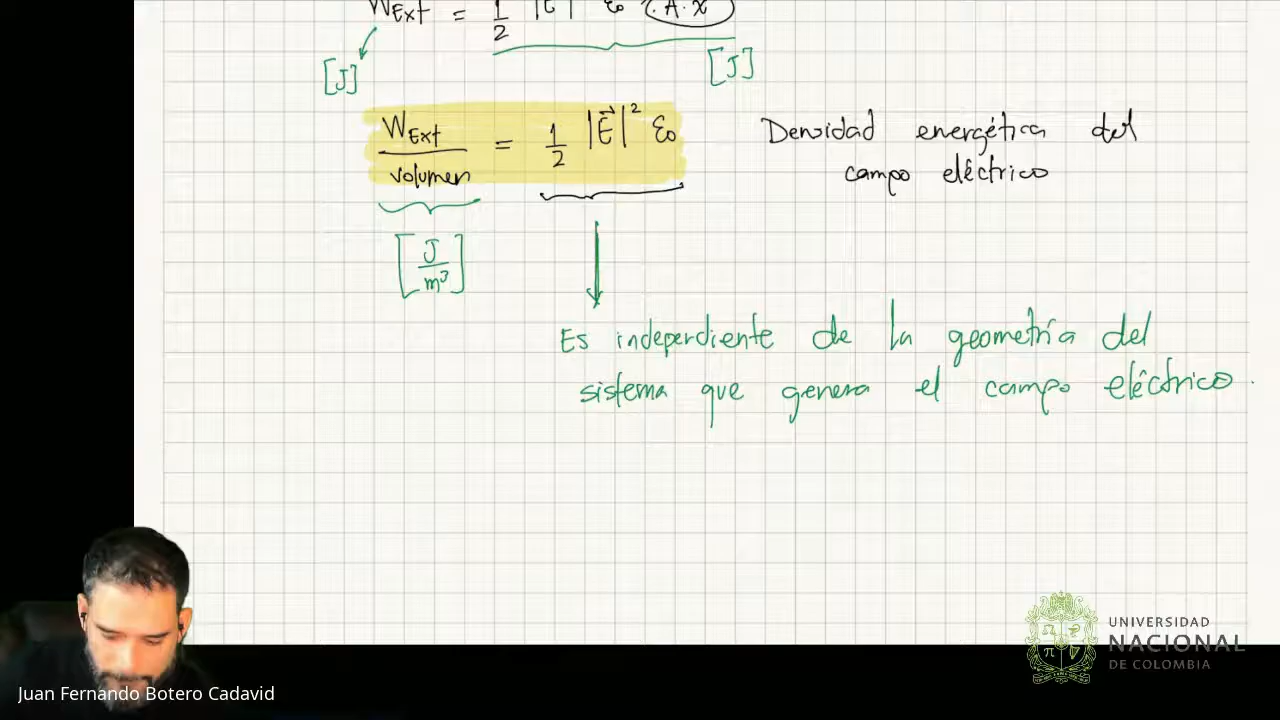 W_Ext = 1/2 |E|² ε₀ (A·x)
[J]
[J]
W_Ext / volumen = 1/2 |E⃗|² ε₀
Densidad energética del
campo eléctrico
[J/m³]
Es independiente de la geometría del
sistema que genera el campo eléctrico.
UNIVERSIDAD
NACIONAL
DE COLOMBIA
Juan Fernando Botero Cadavid